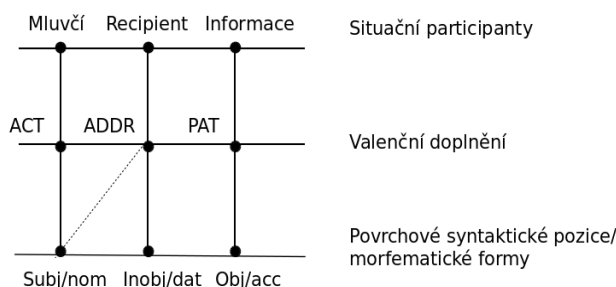 Mluvčí Recipient Informace Situační participanty
ACT ADDR PAT Valenční doplnění
Povrchové syntaktické pozice/
morfematické formy
Subj/nom Inobj/dat Obj/acc